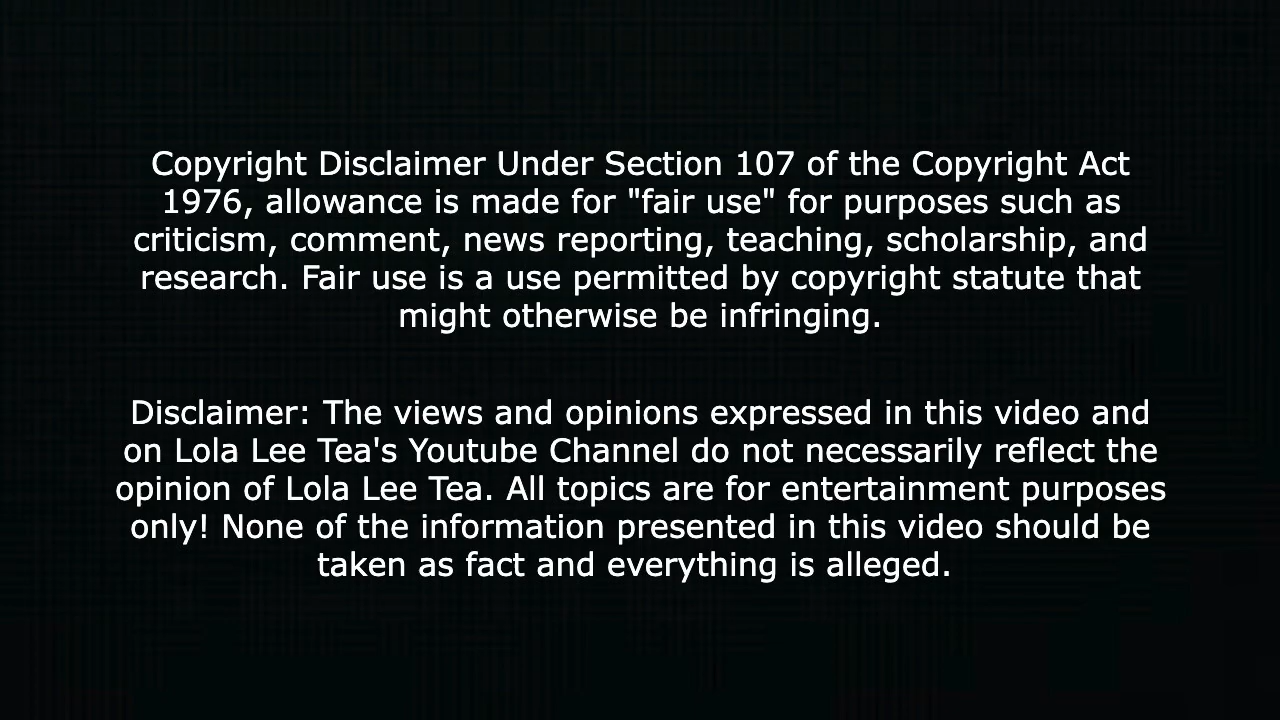 Copyright Disclaimer Under Section 107 of the Copyright Act
1976, allowance is made for "fair use" for purposes such as
criticism, comment, news reporting, teaching, scholarship, and
research. Fair use is a use permitted by copyright statute that
might otherwise be infringing.
Disclaimer: The views and opinions expressed in this video and
on Lola Lee Tea's Youtube Channel do not necessarily reflect the
opinion of Lola Lee Tea. All topics are for entertainment purposes
only! None of the information presented in this video should be
taken as fact and everything is alleged.